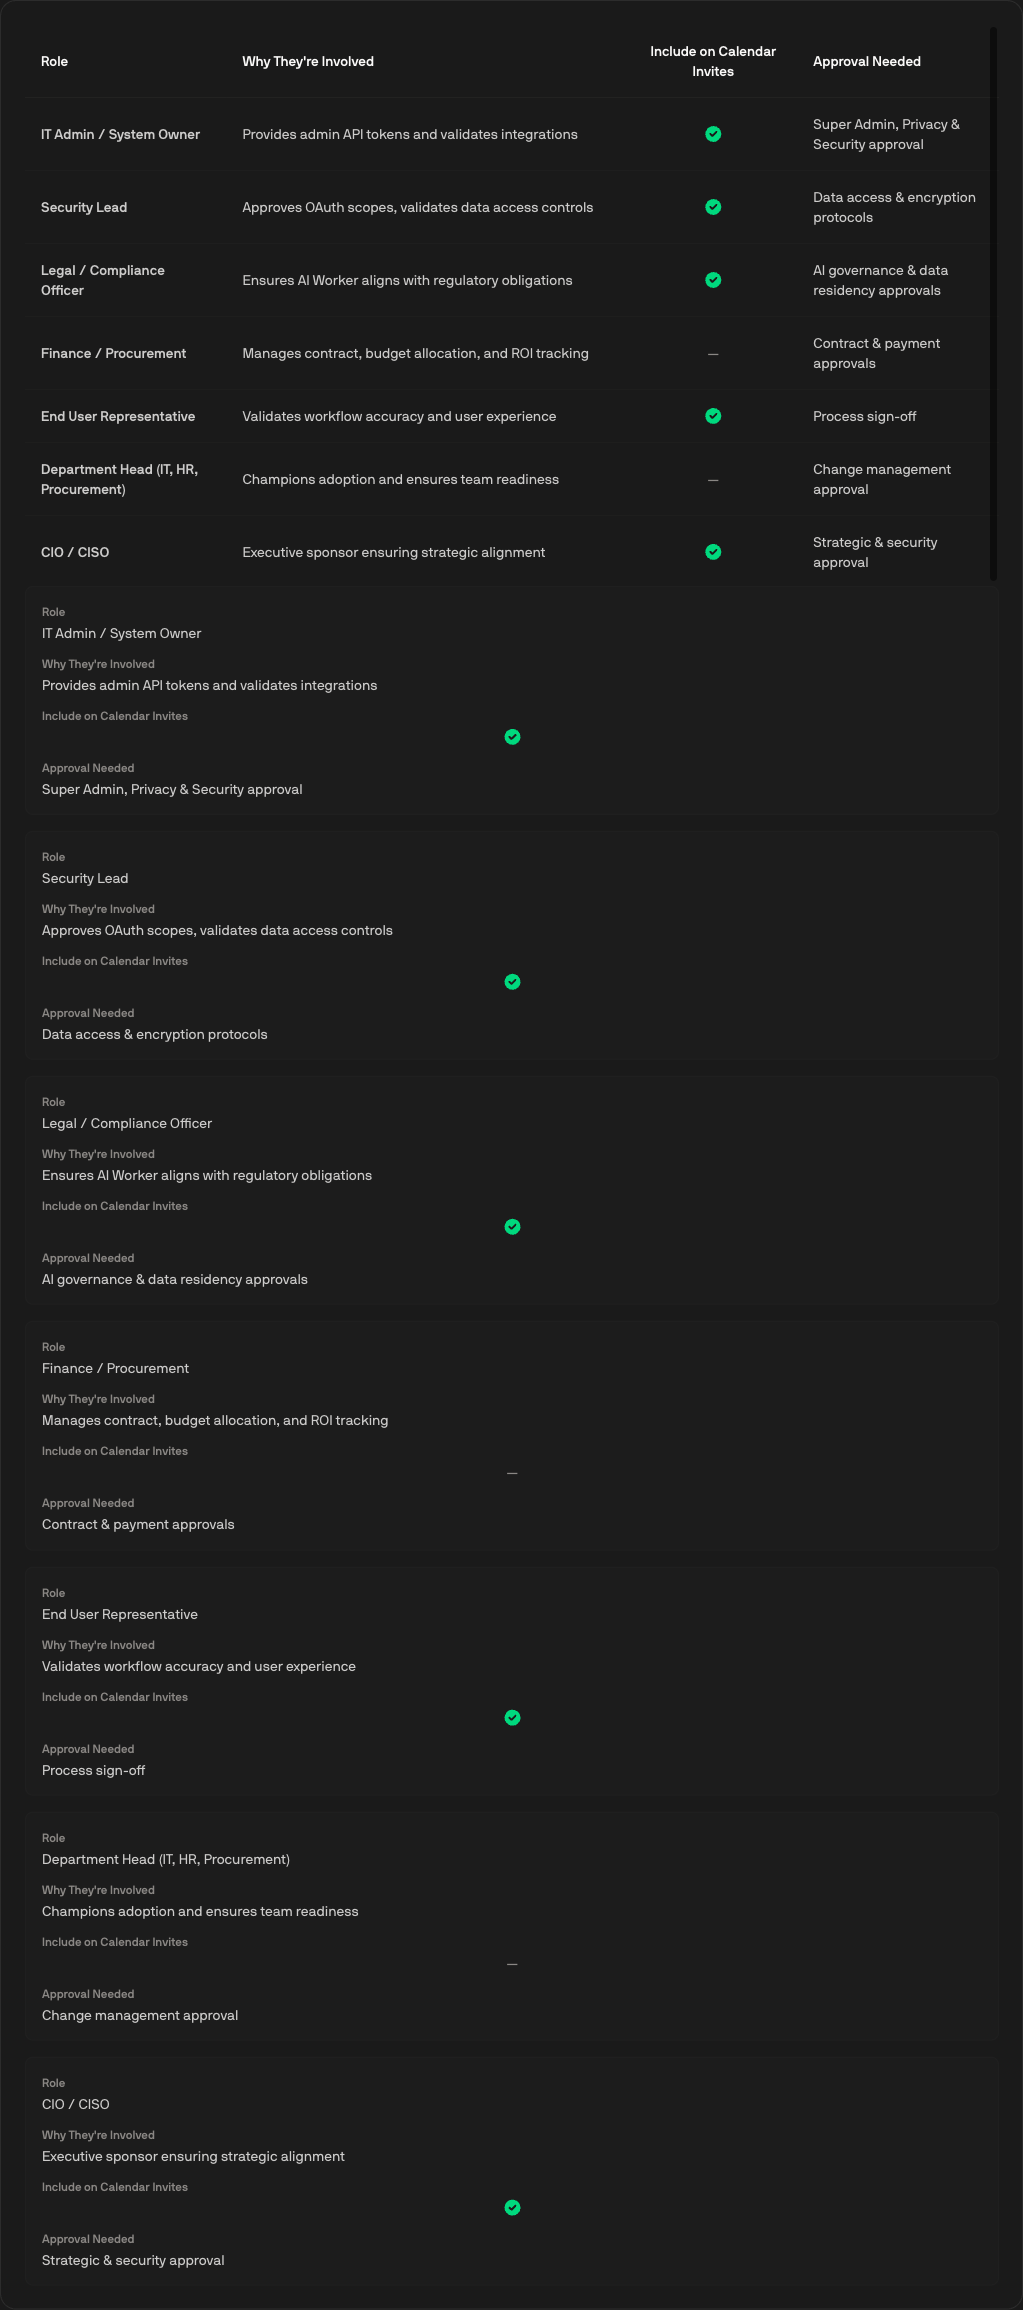 Role
Why They're Involved
Include on Calendar
Invites
Approval Needed
IT Admin / System Owner
Provides admin API tokens and validates integrations
Super Admin, Privacy &
Security approval
Security Lead
Approves OAuth scopes, validates data access controls
Data access & encryption
protocols
Legal / Compliance
Officer
Ensures AI Worker aligns with regulatory obligations
AI governance & data
residency approvals
Finance / Procurement
Manages contract, budget allocation, and ROI tracking
—
Contract & payment
approvals
End User Representative
Validates workflow accuracy and user experience
Process sign-off
Department Head (IT, HR,
Procurement)
Champions adoption and ensures team readiness
—
Change management
approval
CIO / CISO
Executive sponsor ensuring strategic alignment
Strategic & security
approval
Role
IT Admin / System Owner
Why They're Involved
Provides admin API tokens and validates integrations
Include on Calendar Invites
Approval Needed
Super Admin, Privacy & Security approval
Role
Security Lead
Why They're Involved
Approves OAuth scopes, validates data access controls
Include on Calendar Invites
Approval Needed
Data access & encryption protocols
Role
Legal / Compliance Officer
Why They're Involved
Ensures AI Worker aligns with regulatory obligations
Include on Calendar Invites
Approval Needed
AI governance & data residency approvals
Role
Finance / Procurement
Why They're Involved
Manages contract, budget allocation, and ROI tracking
Include on Calendar Invites
—
Approval Needed
Contract & payment approvals
Role
End User Representative
Why They're Involved
Validates workflow accuracy and user experience
Include on Calendar Invites
Approval Needed
Process sign-off
Role
Department Head (IT, HR, Procurement)
Why They're Involved
Champions adoption and ensures team readiness
Include on Calendar Invites
—
Approval Needed
Change management approval
Role
CIO / CISO
Why They're Involved
Executive sponsor ensuring strategic alignment
Include on Calendar Invites
Approval Needed
Strategic & security approval